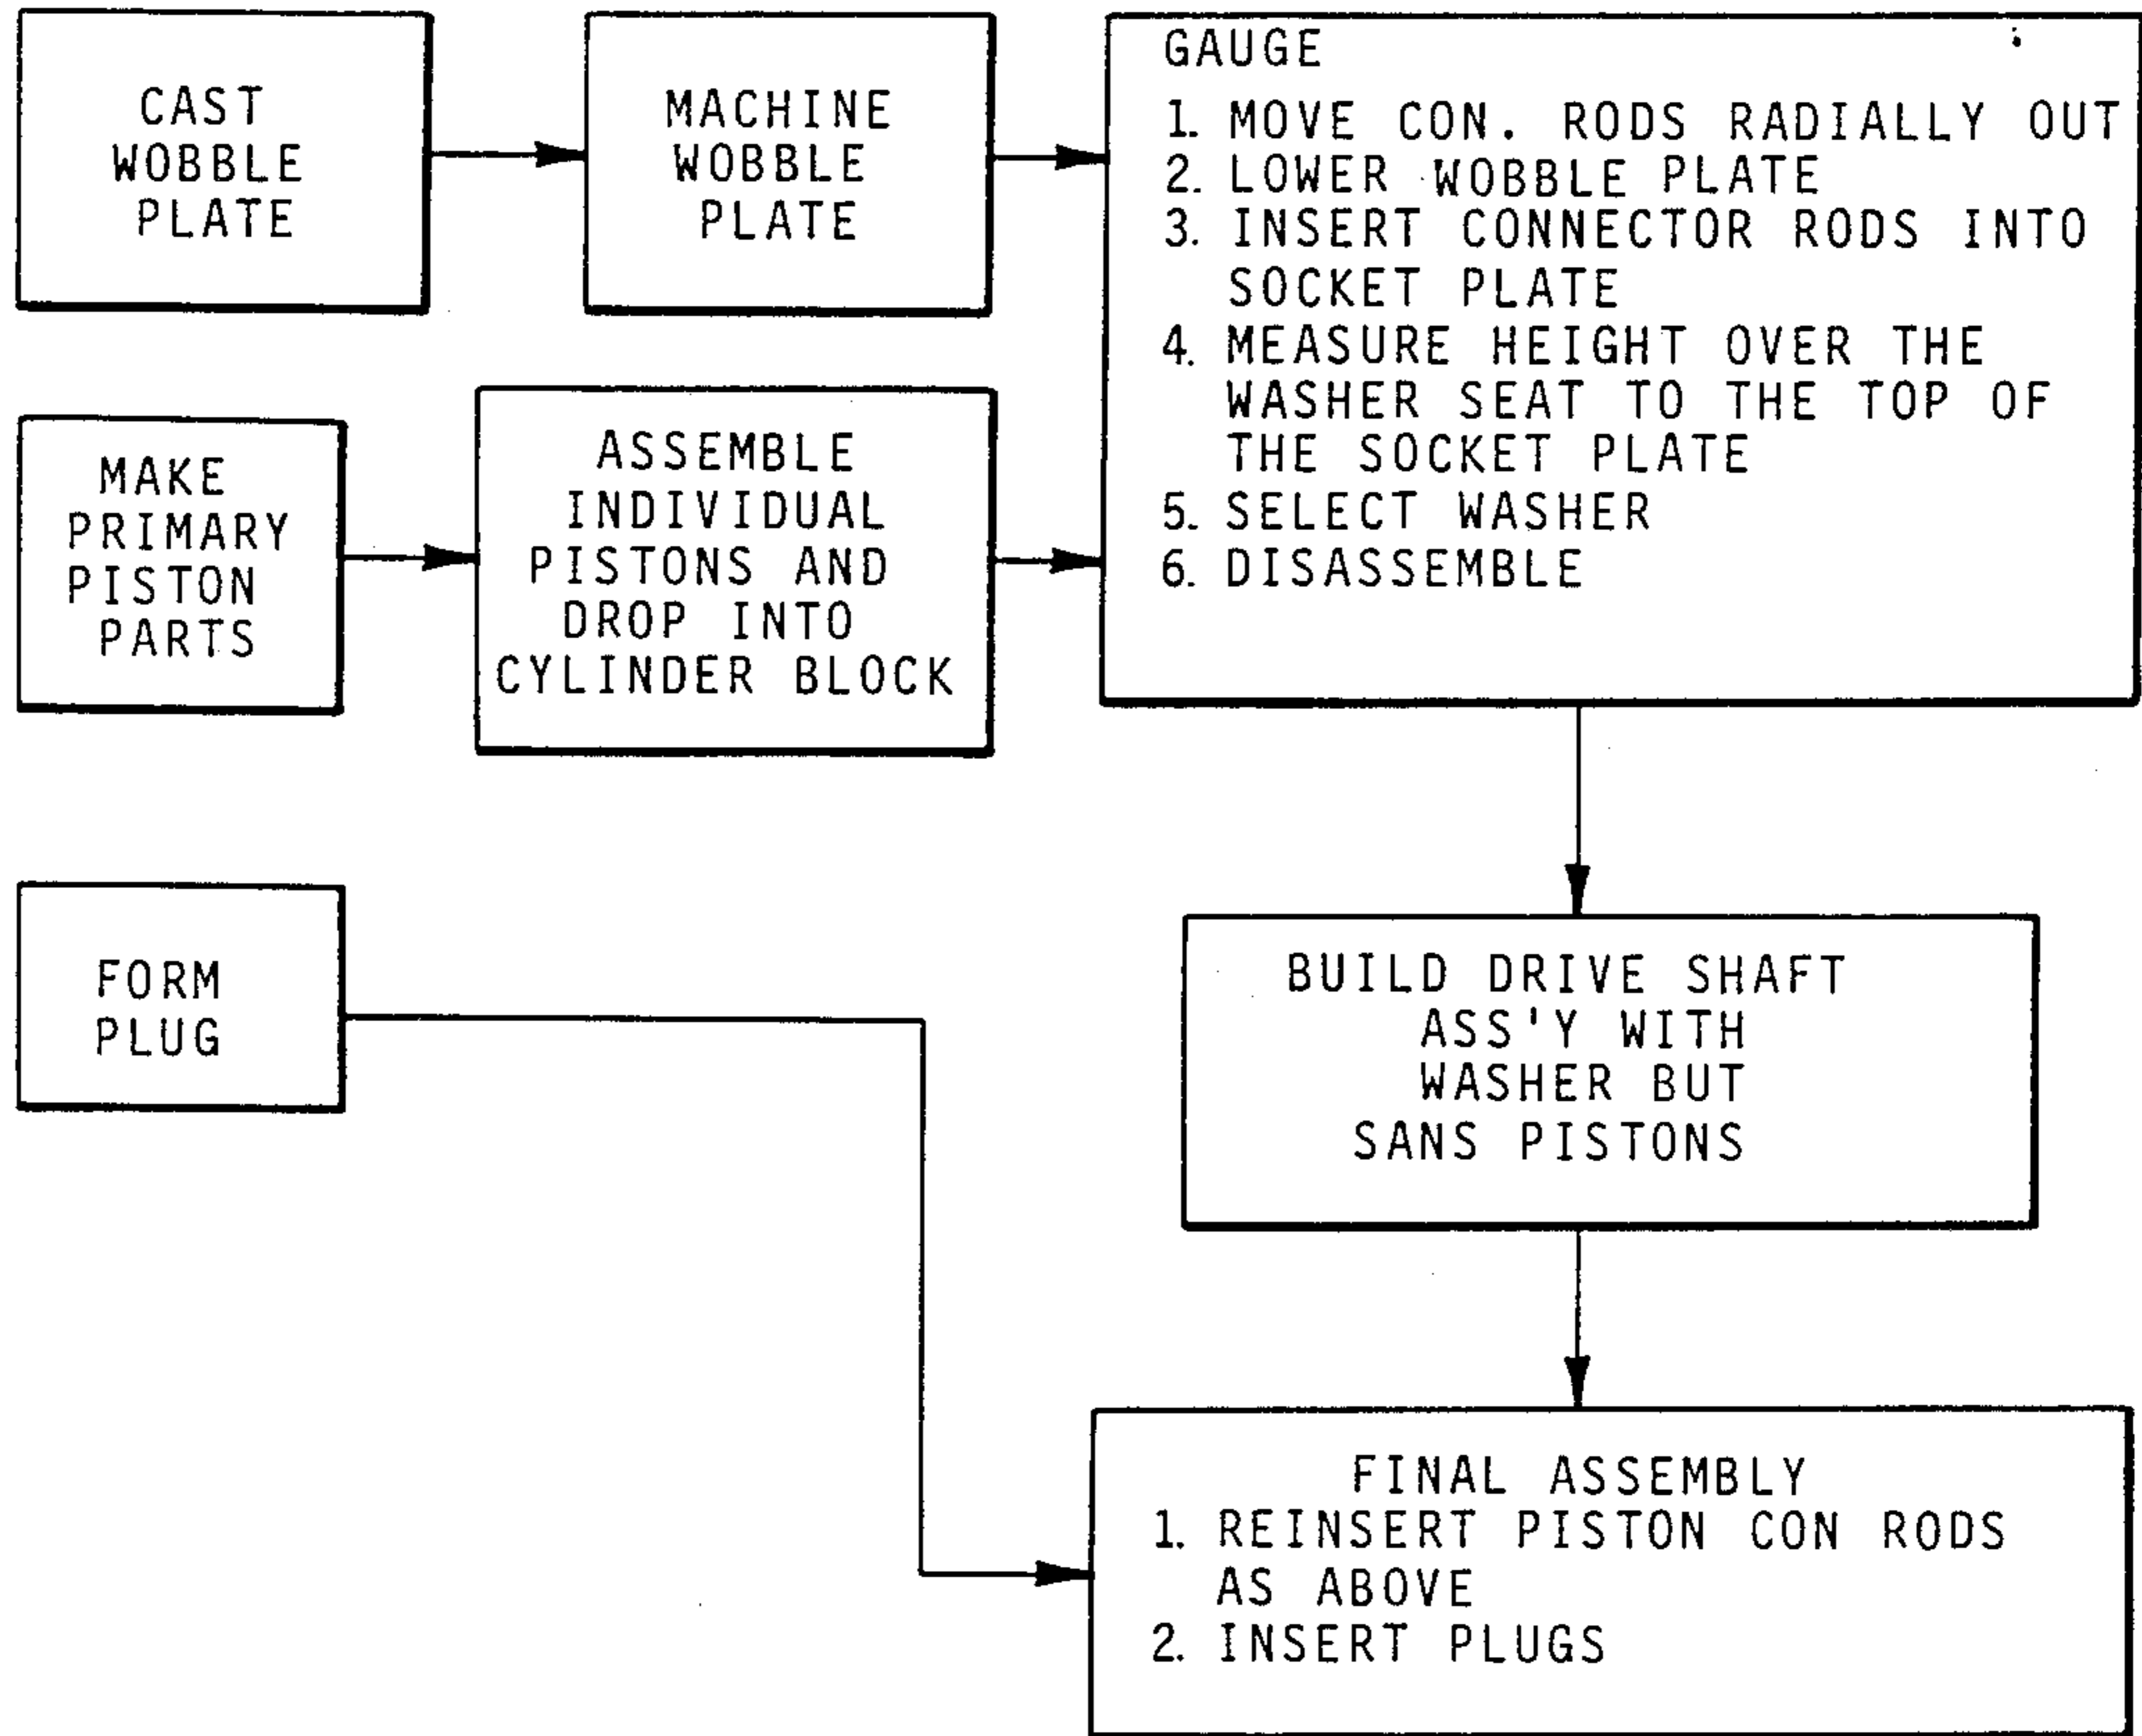 CAST
WOBBLE
PLATE
MACHINE
WOBBLE
PLATE
GAUGE
1. MOVE CON. RODS RADIALLY OUT
2. LOWER WOBBLE PLATE
3. INSERT CONNECTOR RODS INTO
SOCKET PLATE
4. MEASURE HEIGHT OVER THE
WASHER SEAT TO THE TOP OF
THE SOCKET PLATE
5. SELECT WASHER
6. DISASSEMBLE
MAKE
PRIMARY
PISTON
PARTS
ASSEMBLE
INDIVIDUAL
PISTONS AND
DROP INTO
CYLINDER BLOCK
FORM
PLUG
BUILD DRIVE SHAFT
ASS'Y WITH
WASHER BUT
SANS PISTONS
FINAL ASSEMBLY
1. REINSERT PISTON CON RODS
AS ABOVE
2. INSERT PLUGS